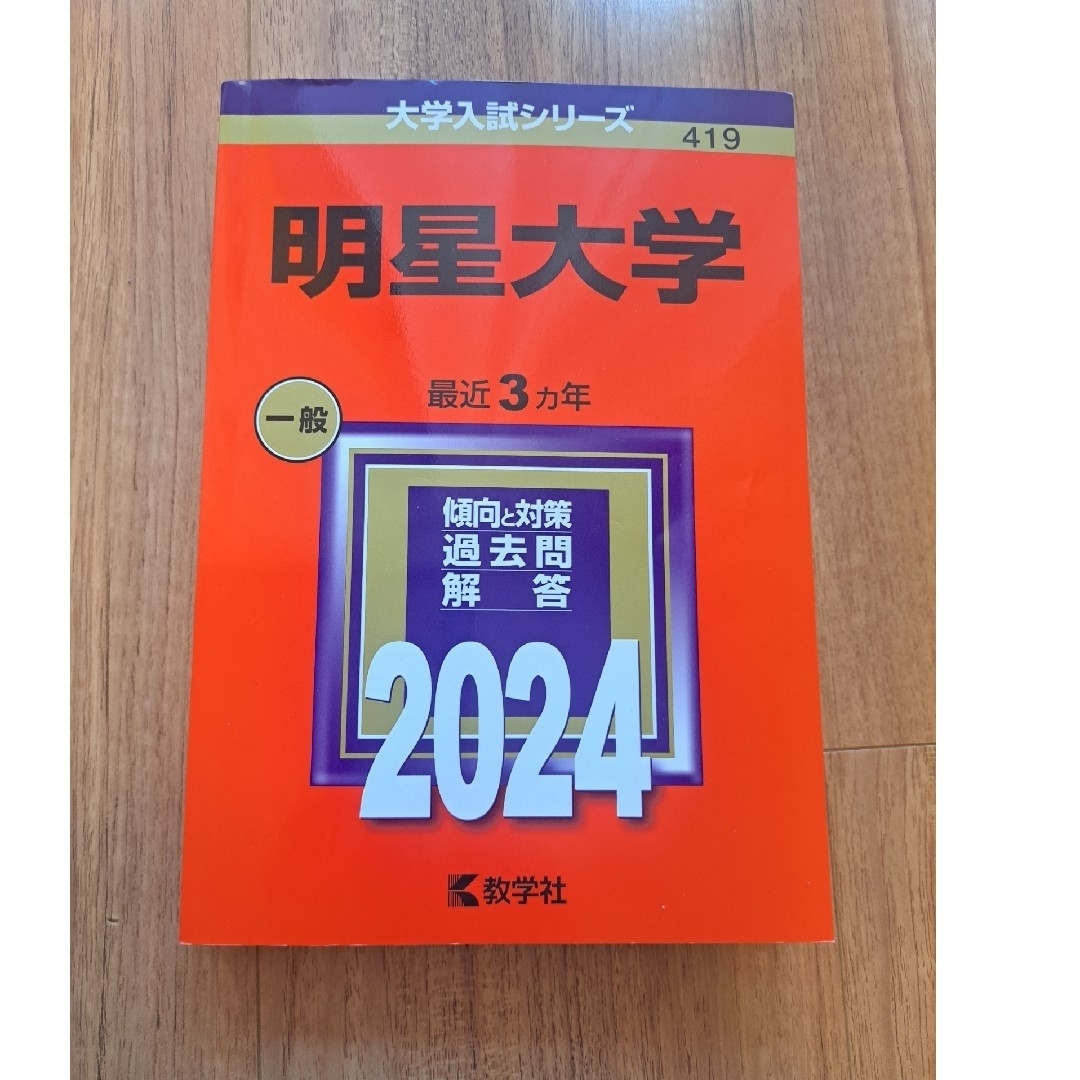 大学入試シリーズ
419
明星大学
最近3カ年
一般
傾向と対策
過去問
解答
2024
教学社